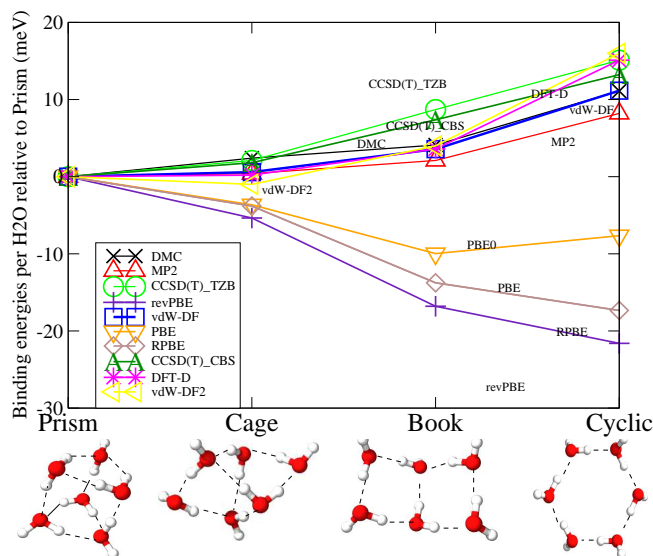 Binding energies per H2O relative to Prism (meV)
20
10
0
-10
-20
-30
CCSD(T)_TZB
DFT-D
vdW-DF
CCSD(T)_CBS
DMC
MP2
vdW-DF2
PBE0
PBE
RPBE
revPBE
DMC
MP2
CCSD(T)_TZB
revPBE
vdW-DF
PBE
RPBE
CCSD(T)_CBS
DFT-D
vdW-DF2
Prism Cage Book Cyclic